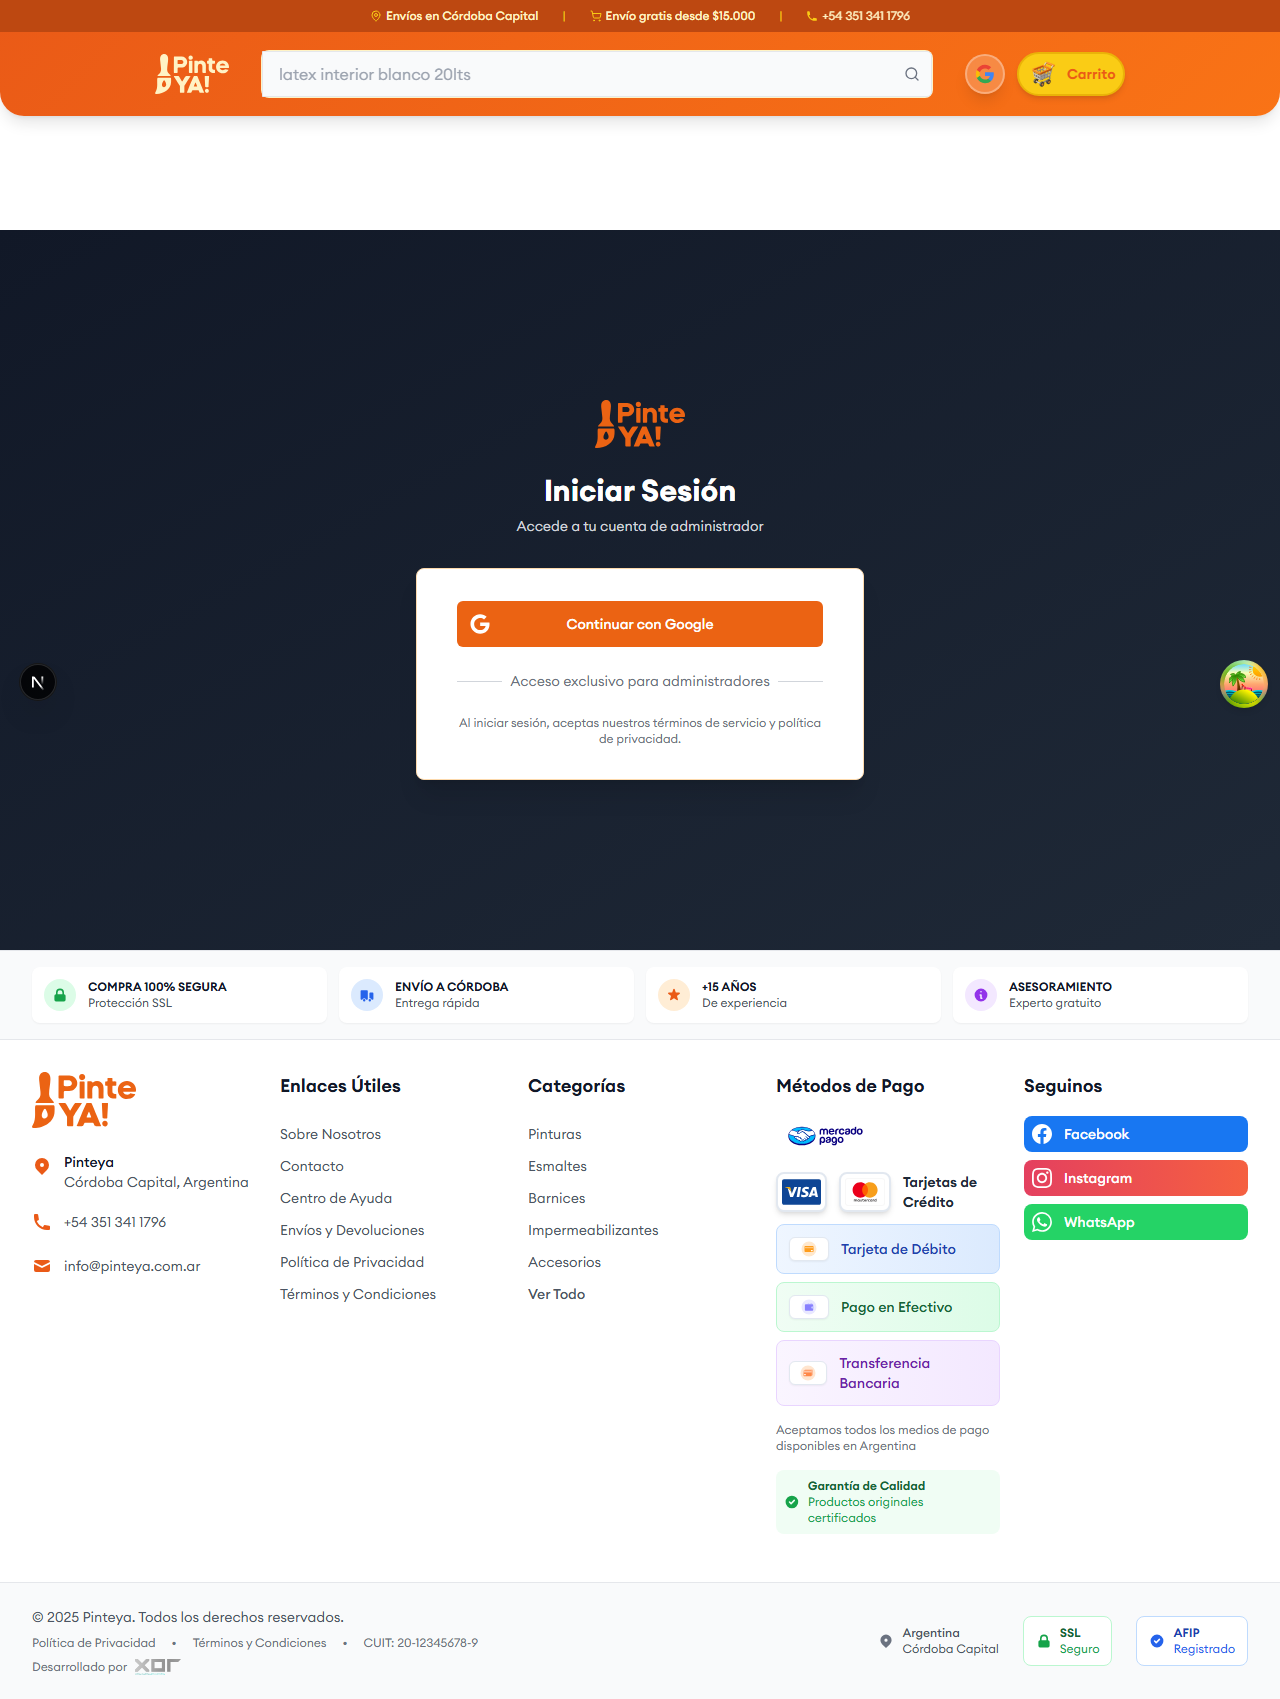 Envíos en Córdoba Capital | Envío gratis desde $15.000 | +54 351 341 1796
Pinte
YA!
latex interior blanco 20lts
Carrito
Pinte
YA!
Iniciar Sesión
Accede a tu cuenta de administrador
Continuar con Google
Acceso exclusivo para administradores
Al iniciar sesión, aceptas nuestros términos de servicio y política
de privacidad.
N
COMPRA 100% SEGURA
Protección SSL
ENVÍO A CÓRDOBA
Entrega rápida
+15 AÑOS
De experiencia
ASESORAMIENTO
Experto gratuito
Pinte
YA!
Pinteya
Córdoba Capital, Argentina
+54 351 341 1796
info@pinteya.com.ar
Enlaces Útiles
Sobre Nosotros
Contacto
Centro de Ayuda
Envíos y Devoluciones
Política de Privacidad
Términos y Condiciones
Categorías
Pinturas
Esmaltes
Barnices
Impermeabilizantes
Accesorios
Ver Todo
Métodos de Pago
mercado
pago
VISA
mastercard
Tarjetas de
Crédito
Tarjeta de Débito
Pago en Efectivo
Transferencia
Bancaria
Aceptamos todos los medios de pago
disponibles en Argentina
Garantía de Calidad
Productos originales
certificados
Seguinos
Facebook
Instagram
WhatsApp
© 2025 Pinteya. Todos los derechos reservados.
Política de Privacidad • Términos y Condiciones • CUIT: 20-12345678-9
Desarrollado por xor
Argentina
Córdoba Capital
SSL
Seguro
AFIP
Registrado